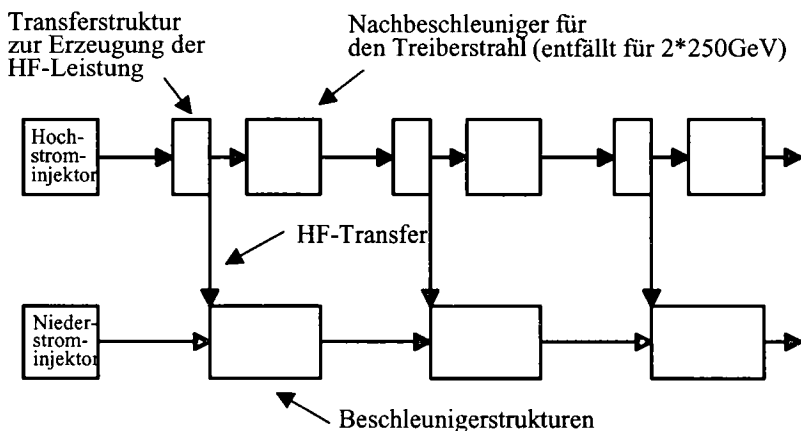 Transferstruktur
zur Erzeugung der
HF-Leistung
Nachbeschleuniger für
den Treiberstrahl (entfällt für 2*250GeV)
Hoch-
strom-
injektor
HF-Transfer
Nieder-
strom-
injektor
Beschleunigerstrukturen